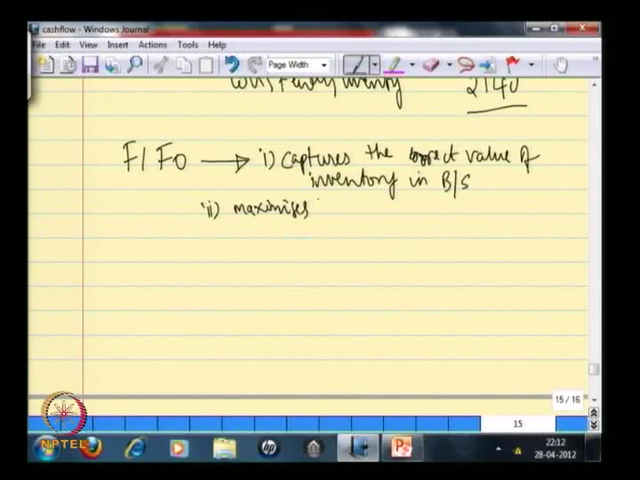 cashflow - Windows Journal
File Edit View Insert Actions Tools Help
Page Width
2140
FIFO → i) captures the correct value of
inventory in B/S
ii) maximises
15 / 16
15
NPTEL
hp
22:12
28-04-2012